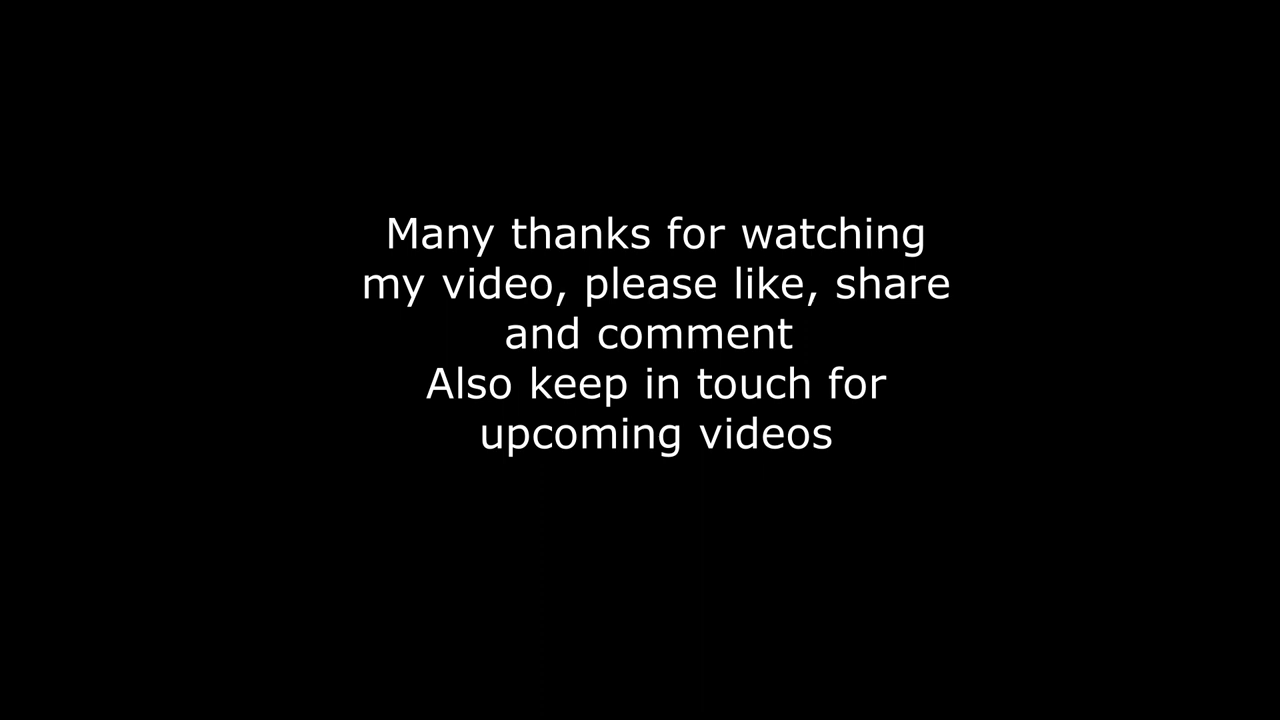 Many thanks for watching
my video, please like, share
and comment
Also keep in touch for
upcoming videos